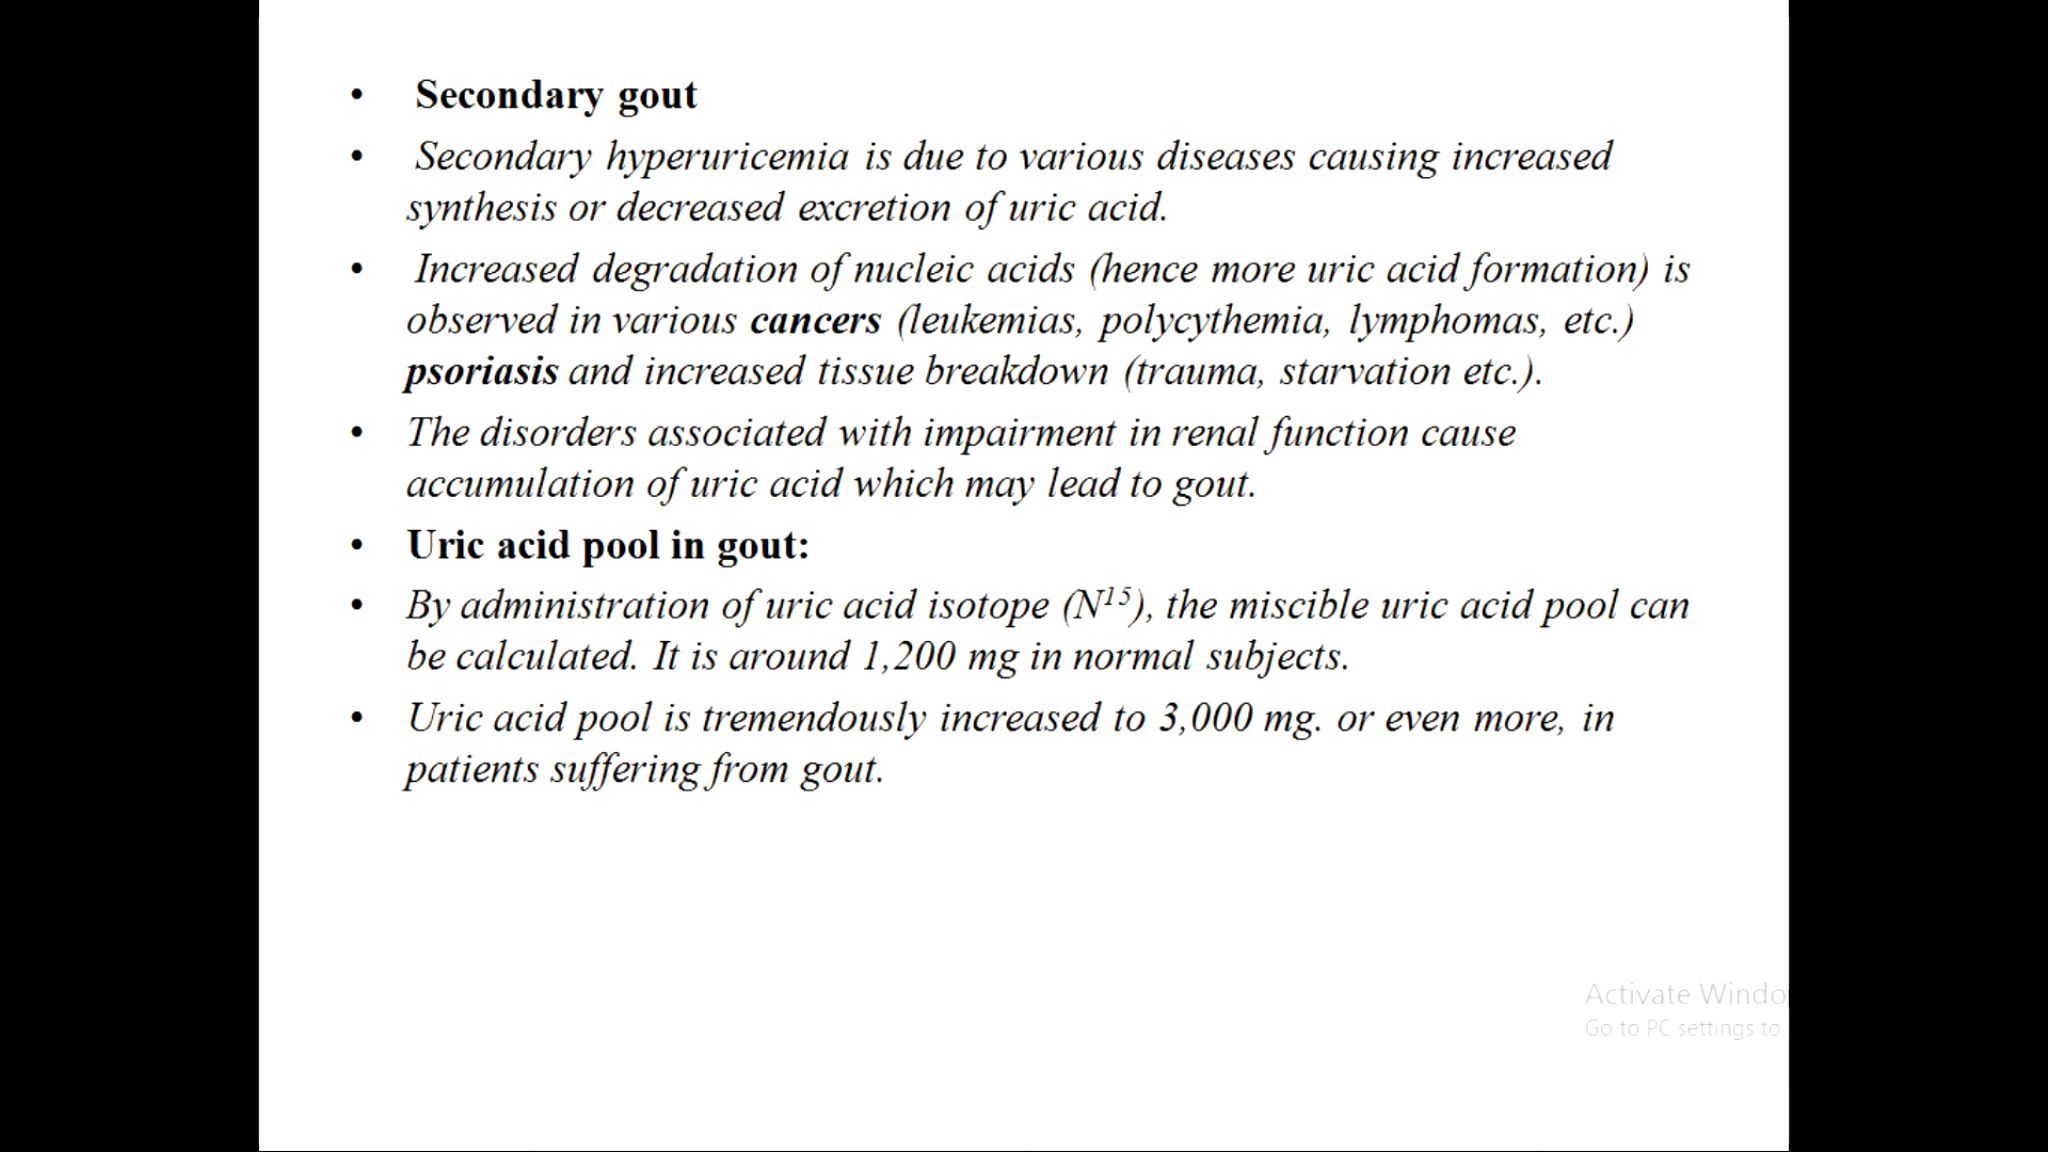 • Secondary gout
• Secondary hyperuricemia is due to various diseases causing increased
synthesis or decreased excretion of uric acid.
• Increased degradation of nucleic acids (hence more uric acid formation) is
observed in various cancers (leukemias, polycythemia, lymphomas, etc.)
psoriasis and increased tissue breakdown (trauma, starvation etc.).
• The disorders associated with impairment in renal function cause
accumulation of uric acid which may lead to gout.
• Uric acid pool in gout:
• By administration of uric acid isotope (N¹⁵), the miscible uric acid pool can
be calculated. It is around 1,200 mg in normal subjects.
• Uric acid pool is tremendously increased to 3,000 mg. or even more, in
patients suffering from gout.
Activate Windo
Go to PC settings to